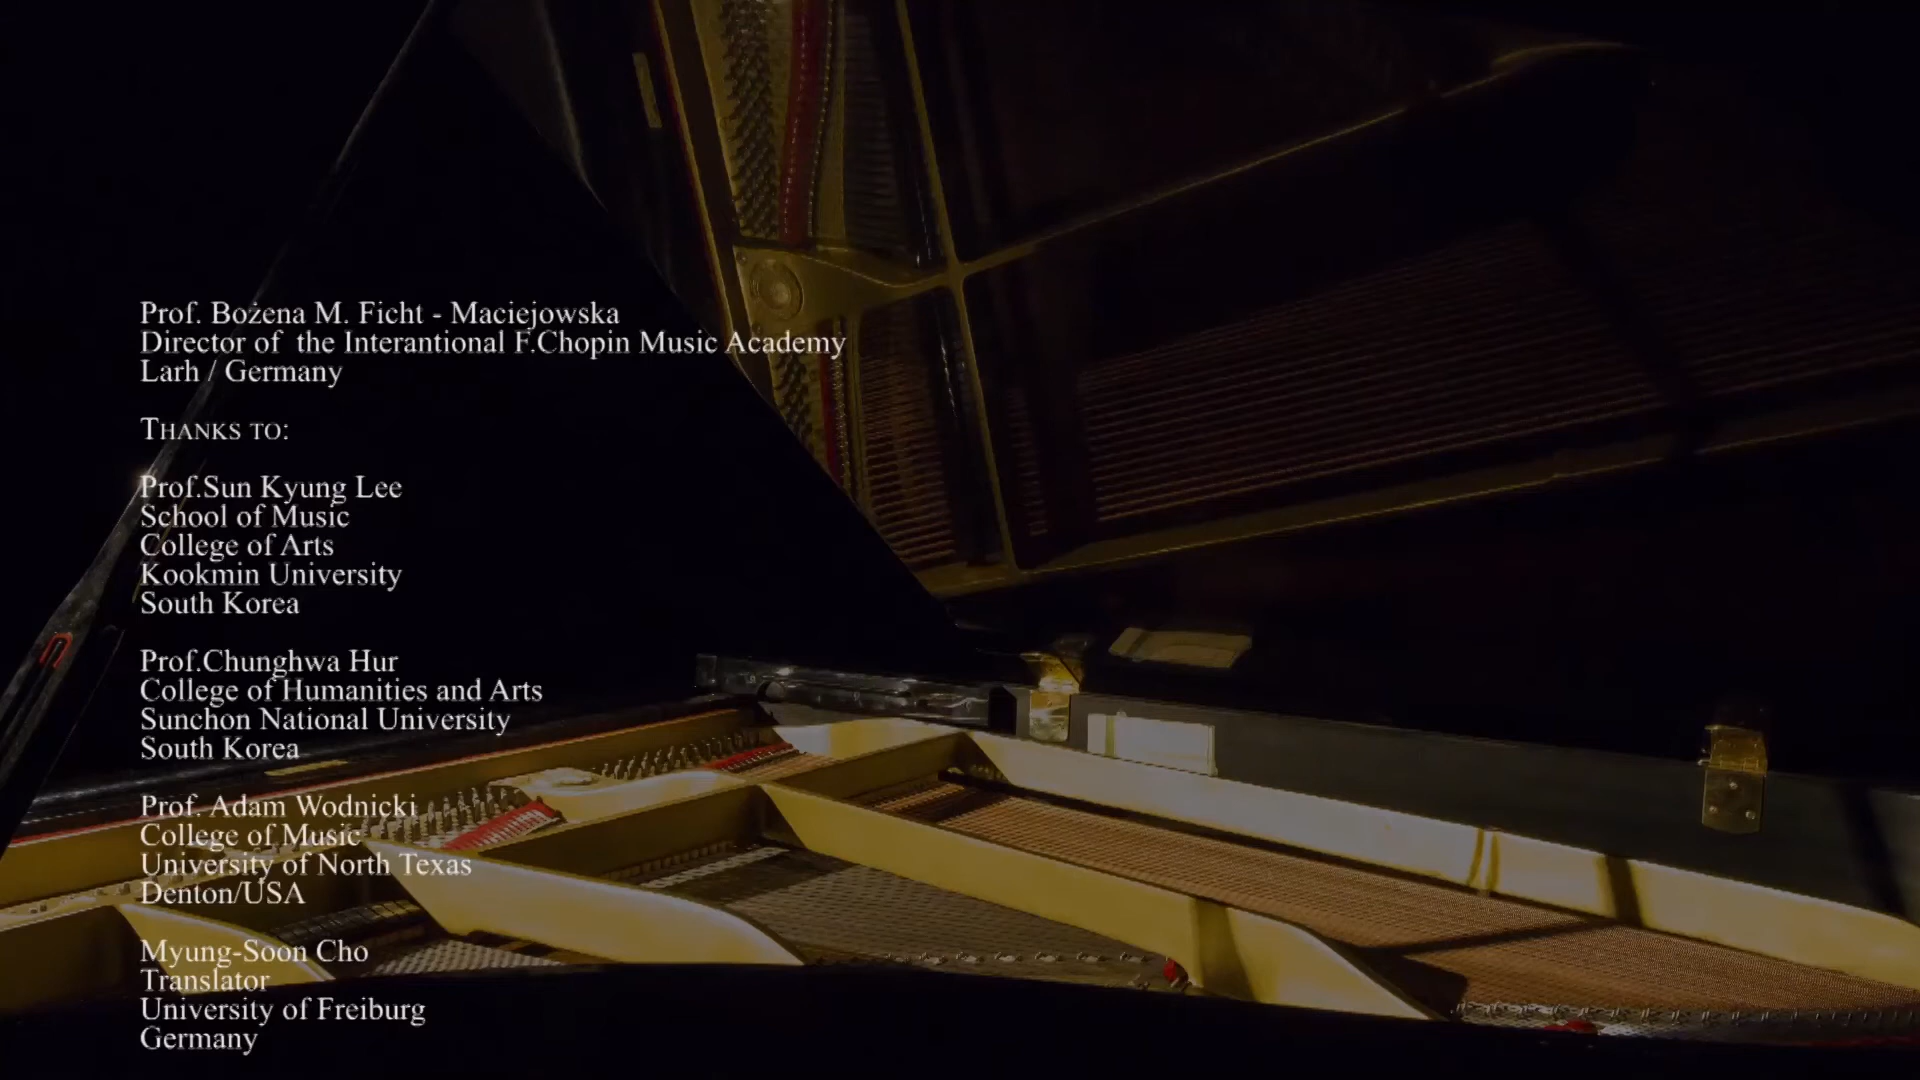 Prof. Bożena M. Ficht - Maciejowska
Director of  the Interantional F.Chopin Music Academy
Larh / Germany
THANKS TO:
Prof.Sun Kyung Lee
School of Music
College of Arts
Kookmin University
South Korea
Prof.Chunghwa Hur
College of Humanities and Arts
Sunchon National University
South Korea
Prof. Adam Wodnicki
College of Music
University of North Texas
Denton/USA
Myung-Soon Cho
Translator
University of Freiburg
Germany